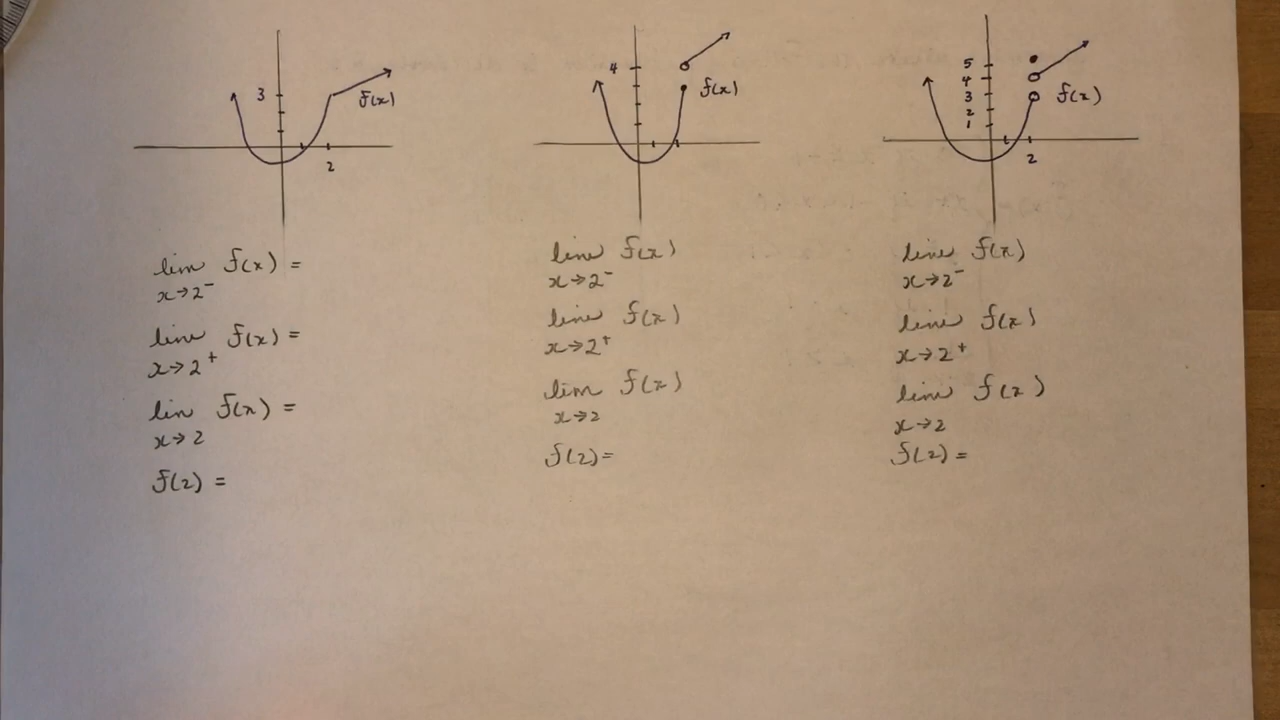 3
f(x)
2
lim f(x) =
x→2⁻
lim f(x) =
x→2⁺
lim f(x) =
x→2
f(2) =
4
f(x)
lim f(x)
x→2⁻
lim f(x)
x→2⁺
lim f(x)
x→2
f(2)=
5
4
3
2
1
f(x)
2
lim f(x)
x→2⁻
lim f(x)
x→2⁺
lim f(x)
x→2
f(2) =